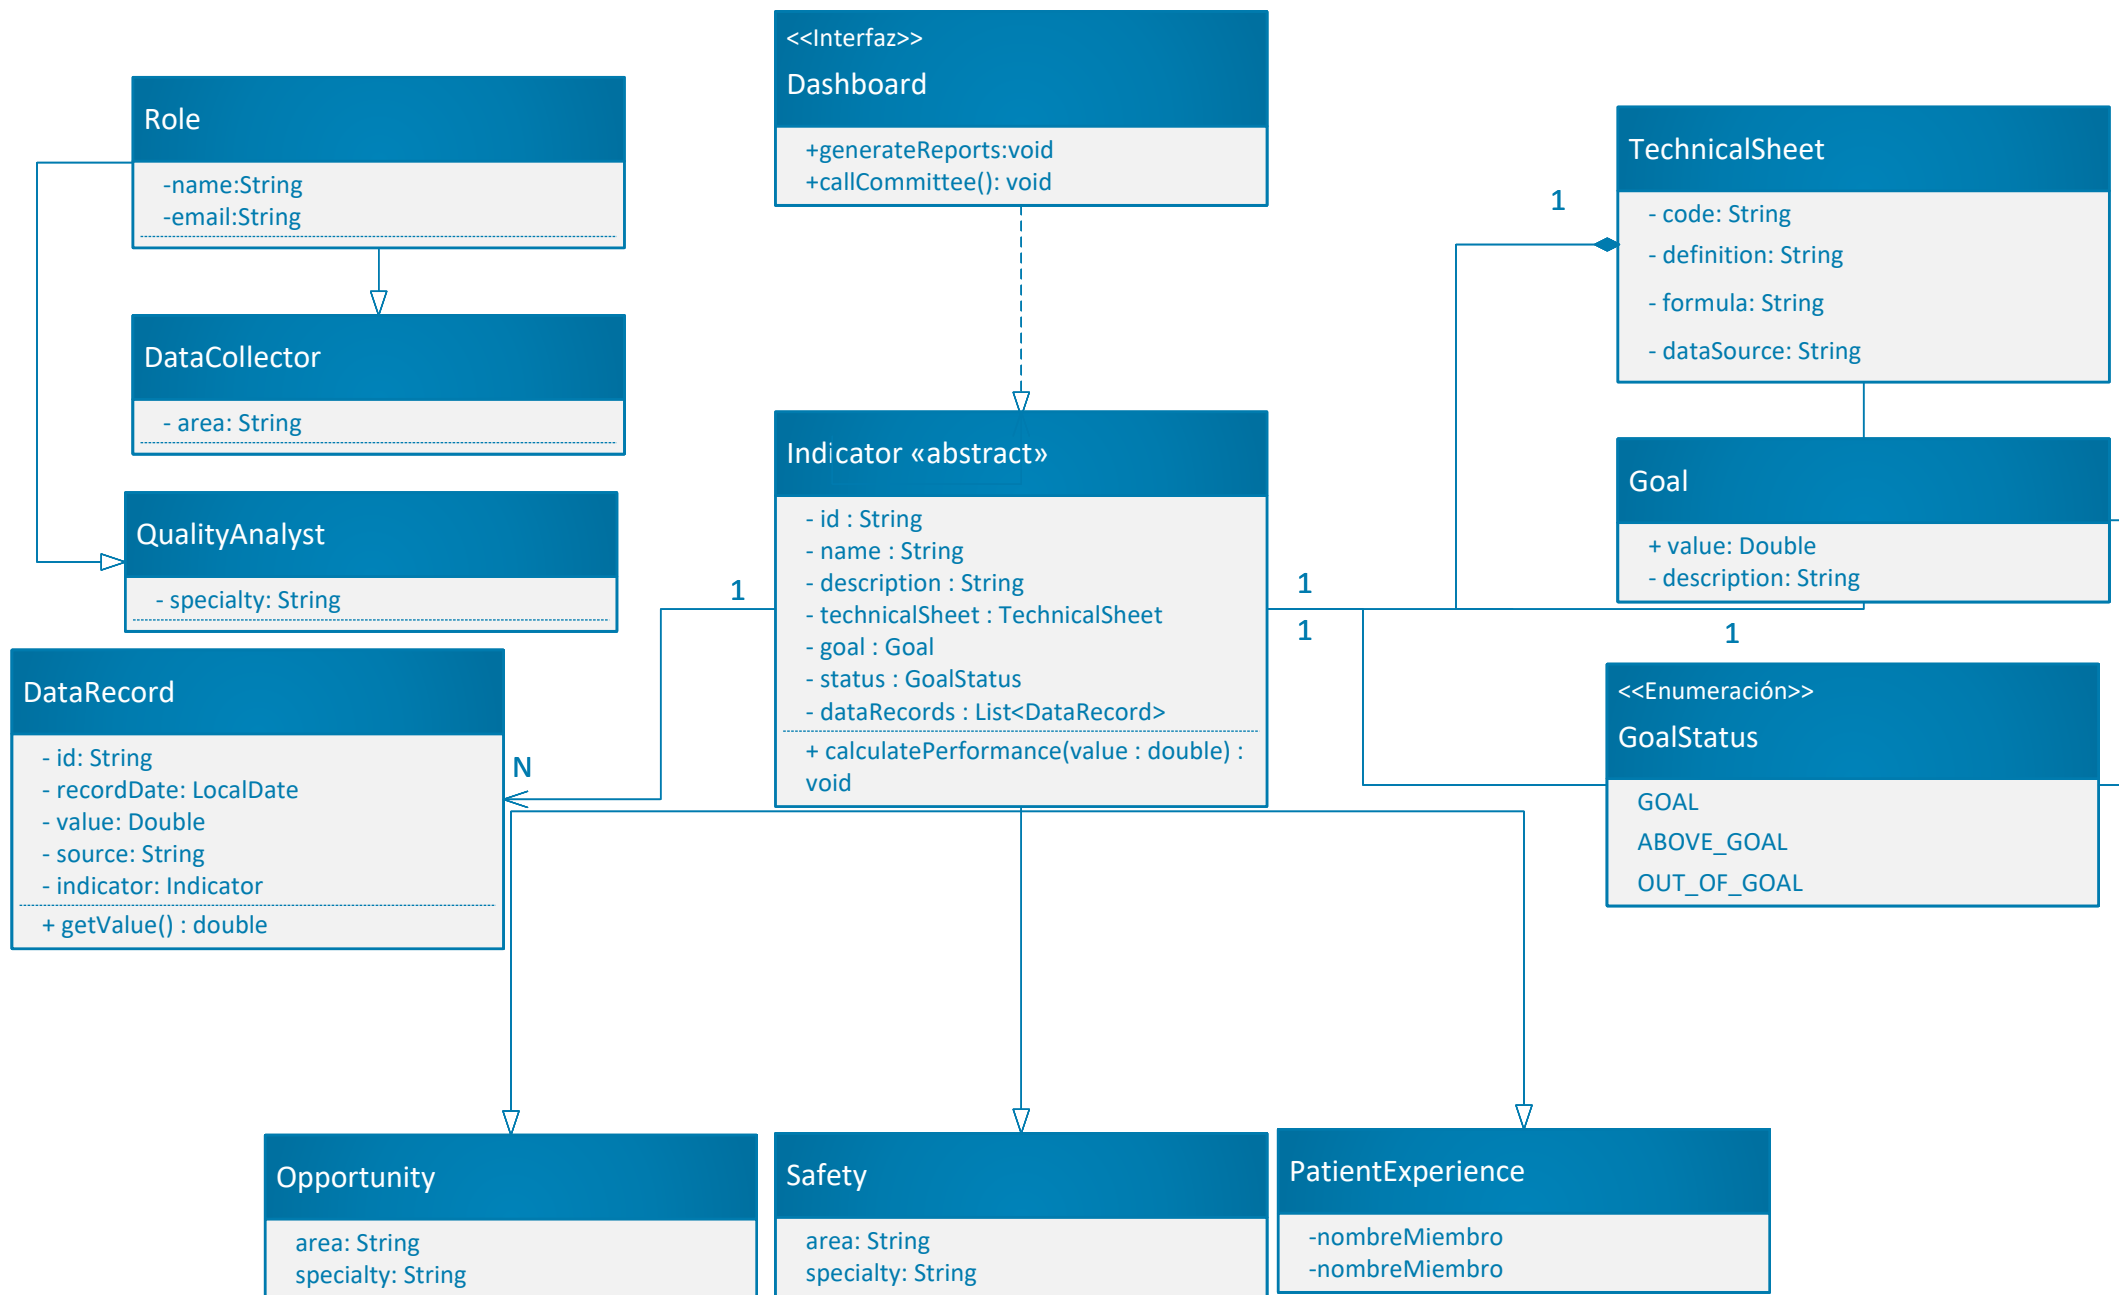 <<Interfaz>>
Dashboard
+generateReports:void
+callCommittee(): void
Role
-name:String
-email:String
TechnicalSheet
- code: String
- definition: String
- formula: String
- dataSource: String
1
DataCollector
- area: String
Indicator «abstract»
- id : String
- name : String
- description : String
- technicalSheet : TechnicalSheet
- goal : Goal
- status : GoalStatus
- dataRecords : List<DataRecord>
+ calculatePerformance(value : double) :
void
Goal
+ value: Double
- description: String
QualityAnalyst
- specialty: String
1
1
1
1
DataRecord
- id: String
- recordDate: LocalDate
- value: Double
- source: String
- indicator: Indicator
+ getValue() : double
N
<<Enumeración>>
GoalStatus
GOAL
ABOVE_GOAL
OUT_OF_GOAL
Opportunity
area: String
specialty: String
Safety
area: String
specialty: String
PatientExperience
-nombreMiembro
-nombreMiembro